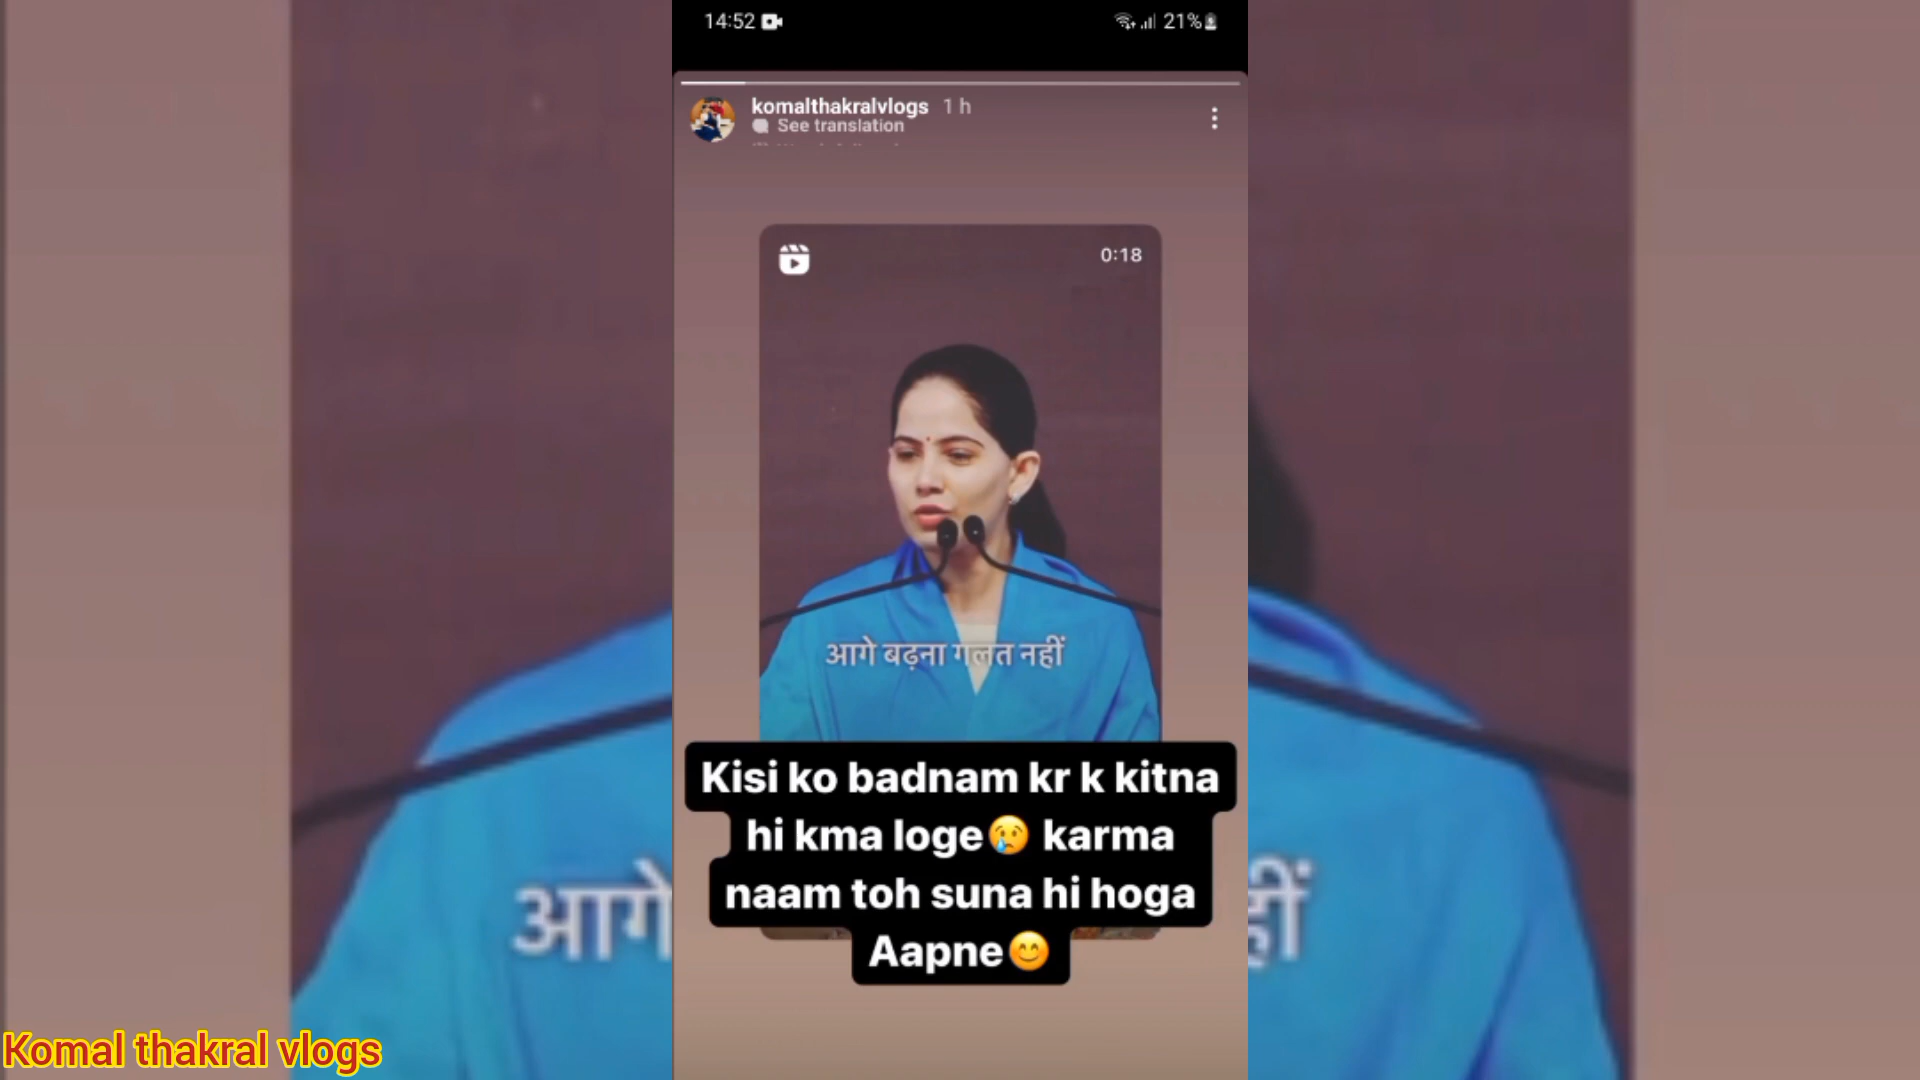 14:52
21%
komalthakralvlogs 1 h
See translation
0:18
आगे बढ़ना गलत नहीं
Kisi ko badnam kr k kitna
hi kma loge😢 karma
naam toh suna hi hoga
Aapne😊
आगे
हीं
Komal thakral vlogs